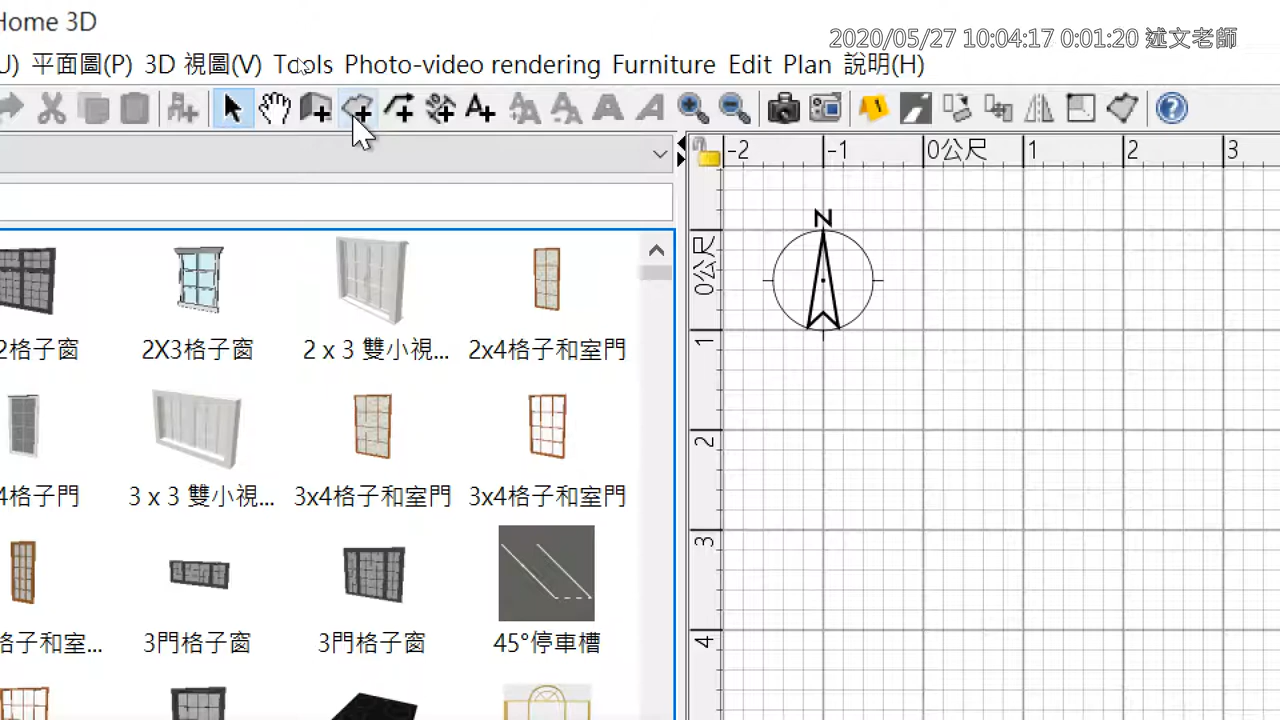 Home 3D
2020/05/27 10:04:17 0:01:20 述文老師
U) 平面圖(P) 3D 視圖(V) Tools Photo-video rendering Furniture Edit Plan 說明(H)
-2 -1 0公尺 1 2 3
N
0公尺
1
2
3
4
2格子窗 2X3格子窗 2 x 3 雙小視... 2x4格子和室門
4格子門 3 x 3 雙小視... 3x4格子和室門 3x4格子和室門
格子和室... 3門格子窗 3門格子窗 45°停車槽